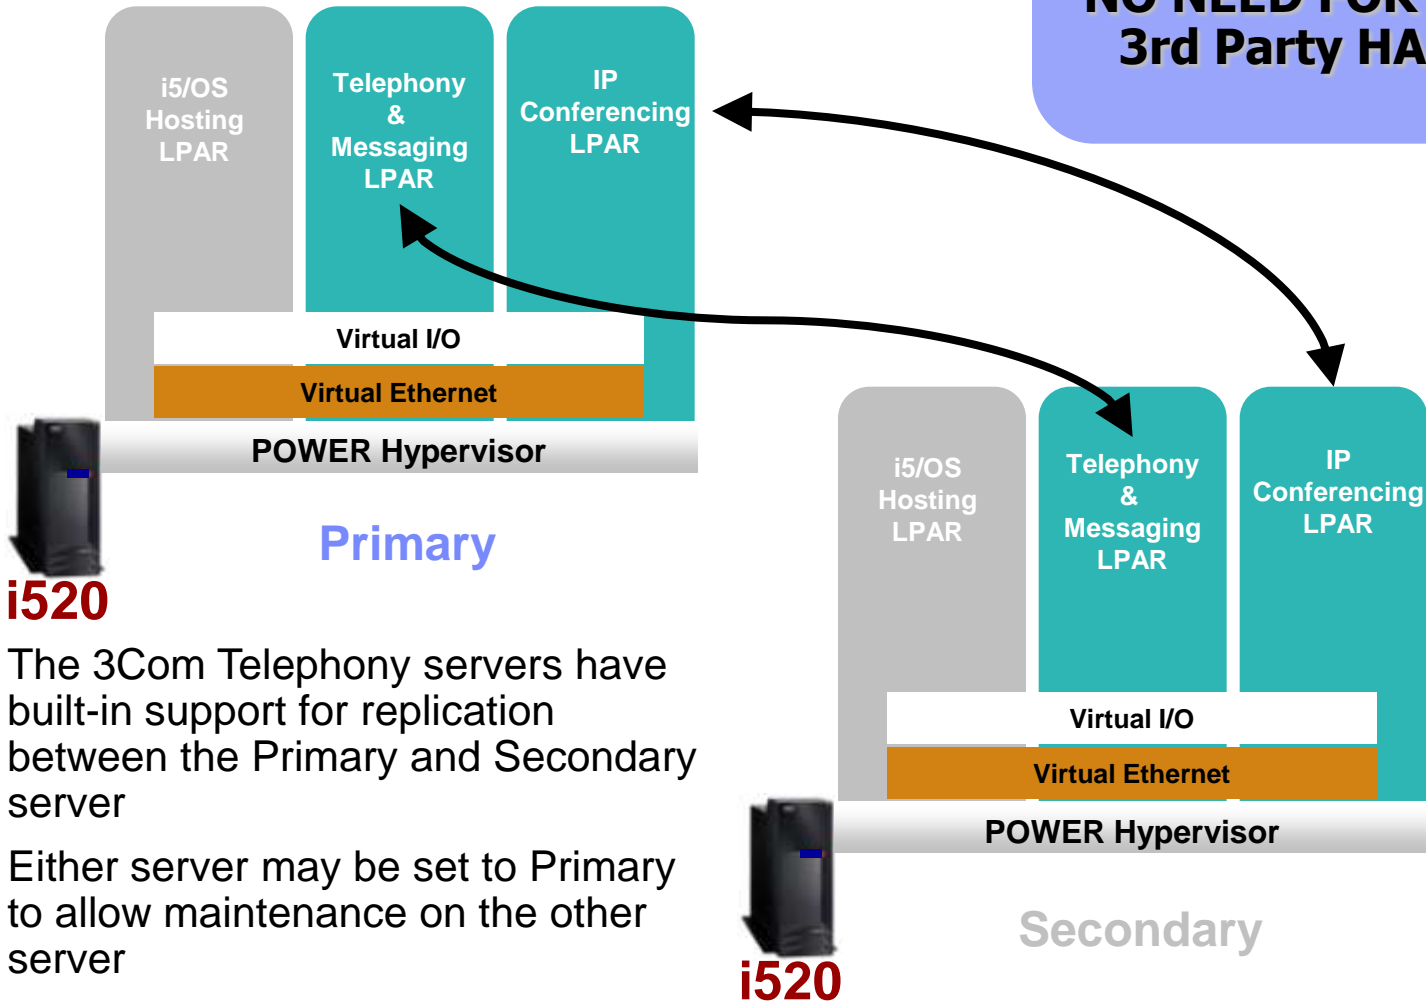 NO NEED FOR
3rd Party HA
i5/OS
Hosting
LPAR
Telephony
&
Messaging
LPAR
IP
Conferencing
LPAR
Virtual I/O
Virtual Ethernet
POWER Hypervisor
Primary
i520
The 3Com Telephony servers have
built-in support for replication
between the Primary and Secondary
server
Either server may be set to Primary
to allow maintenance on the other
server
i5/OS
Hosting
LPAR
Telephony
&
Messaging
LPAR
IP
Conferencing
LPAR
Virtual I/O
Virtual Ethernet
POWER Hypervisor
Secondary
i520